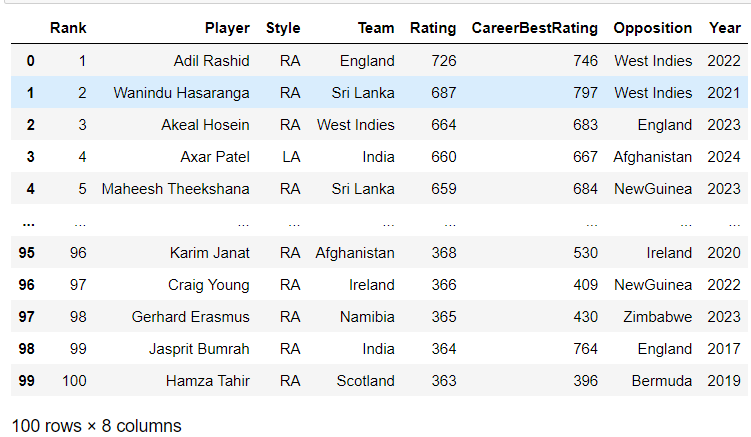 Rank Player Style Team Rating CareerBestRating Opposition Year
0 1 Adil Rashid RA England 726 746 West Indies 2022
1 2 Wanindu Hasaranga RA Sri Lanka 687 797 West Indies 2021
2 3 Akeal Hosein RA West Indies 664 683 England 2023
3 4 Axar Patel LA India 660 667 Afghanistan 2024
4 5 Maheesh Theekshana RA Sri Lanka 659 684 NewGuinea 2023
... ... ... ... ... ... ... ... ...
95 96 Karim Janat RA Afghanistan 368 530 Ireland 2020
96 97 Craig Young RA Ireland 366 409 NewGuinea 2022
97 98 Gerhard Erasmus RA Namibia 365 430 Zimbabwe 2023
98 99 Jasprit Bumrah RA India 364 764 England 2017
99 100 Hamza Tahir RA Scotland 363 396 Bermuda 2019
100 rows × 8 columns